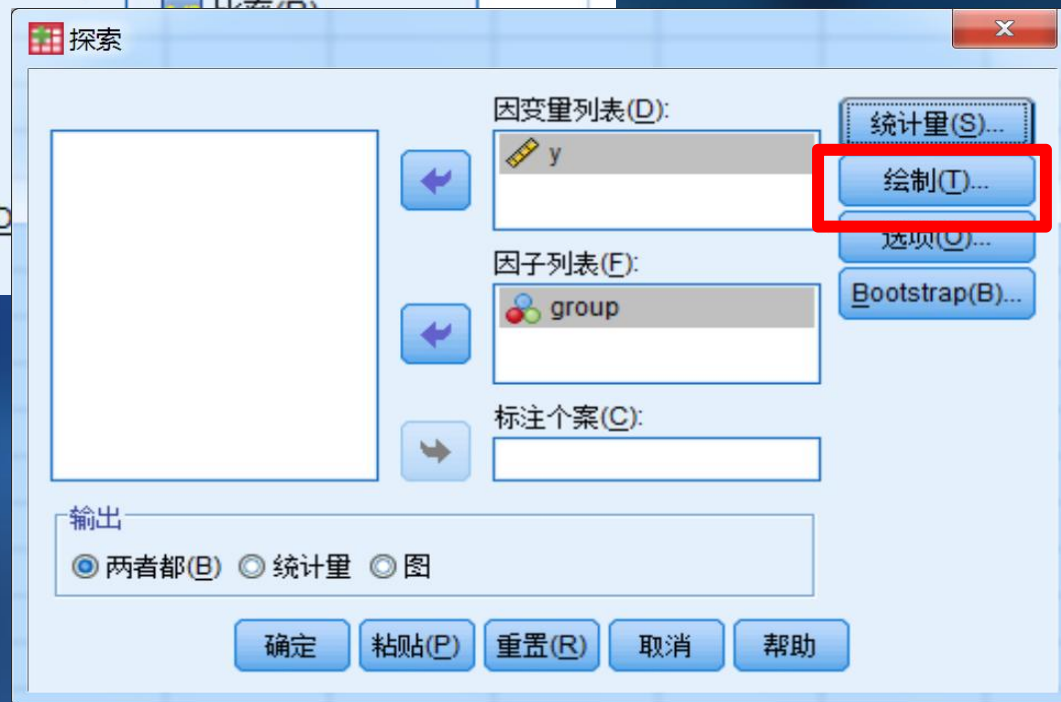 比率(R)
探索
因变量列表(D):
y
统计量(S)...
绘制(T)...
选项(O)...
因子列表(F):
group
Bootstrap(B)...
标注个案(C):
输出
两者都(B) 统计量 图
确定 粘贴(P) 重置(R) 取消 帮助